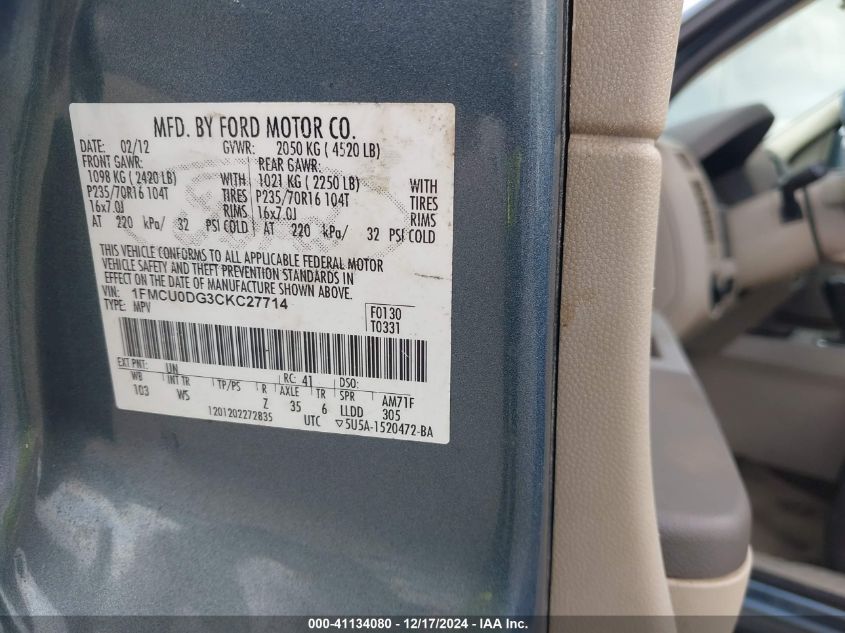 MFD. BY FORD MOTOR CO.
DATE: 02/12 GVWR: 2050 KG ( 4520 LB)
FRONT GAWR: REAR GAWR:
1098 KG ( 2420 LB) WITH 1021 KG ( 2250 LB) WITH
P235/70R16 104T TIRES P235/70R16 104T TIRES
16x7.0J RIMS 16x7.0J RIMS
AT 220 kPa/ 32 PSI COLD AT 220 kPa/ 32 PSI COLD
THIS VEHICLE CONFORMS TO ALL APPLICABLE FEDERAL MOTOR
VEHICLE SAFETY AND THEFT PREVENTION STANDARDS IN
EFFECT ON THE DATE OF MANUFACTURE SHOWN ABOVE.
VIN: 1FMCU0DG3CKC27714 F0130
TYPE: MPV T0331
EXT PNT: UN RC: 41 DSO:
WB INT TR TP/PS R AXLE TR SPR AM71F
103 WS Z 35 6 LLDD 305
1201202272835 UTC ▽5U5A-1520472-BA
000-41134080 - 12/17/2024 - IAA Inc.